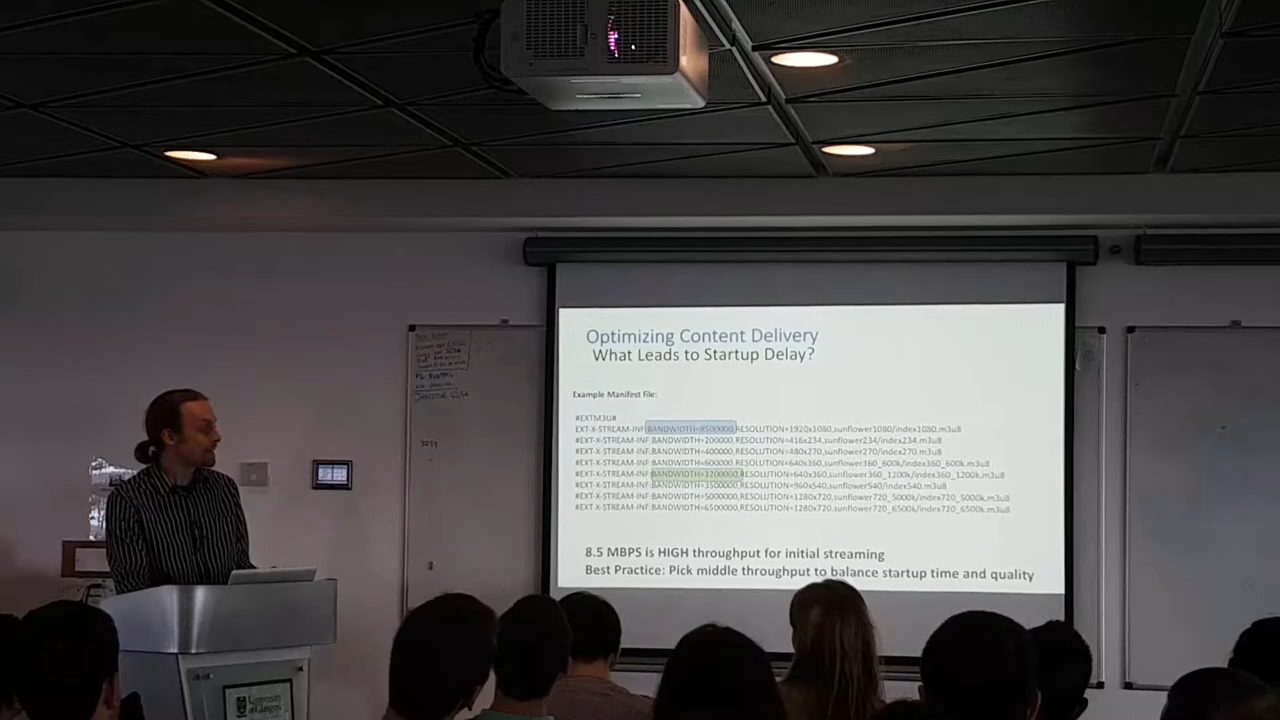 Optimizing Content Delivery
What Leads to Startup Delay?
Example Manifest file:
#EXTM3U#
EXT-X-STREAM-INF:BANDWIDTH=8500000,RESOLUTION=1920x1080,sunflower1080/index1080.m3u8
#EXT-X-STREAM-INF:BANDWIDTH=200000,RESOLUTION=416x234,sunflower234/index234.m3u8
#EXT-X-STREAM-INF:BANDWIDTH=400000,RESOLUTION=480x270,sunflower270/index270.m3u8
#EXT-X-STREAM-INF:BANDWIDTH=600000,RESOLUTION=640x360,sunflower360_600k/index360_600k.m3u8
#EXT-X-STREAM-INF:BANDWIDTH=1200000,RESOLUTION=640x360,sunflower360_1200k/index360_1200k.m3u8
#EXT-X-STREAM-INF:BANDWIDTH=3500000,RESOLUTION=960x540,sunflower540/index540.m3u8
#EXT-X-STREAM-INF:BANDWIDTH=5000000,RESOLUTION=1280x720,sunflower720_5000k/index720_5000k.m3u8
#EXT-X-STREAM-INF:BANDWIDTH=6500000,RESOLUTION=1280x720,sunflower720_6500k/index720_6500k.m3u8
8.5 MBPS is HIGH throughput for initial streaming
Best Practice: Pick middle throughput to balance startup time and quality
University
of Glasgow